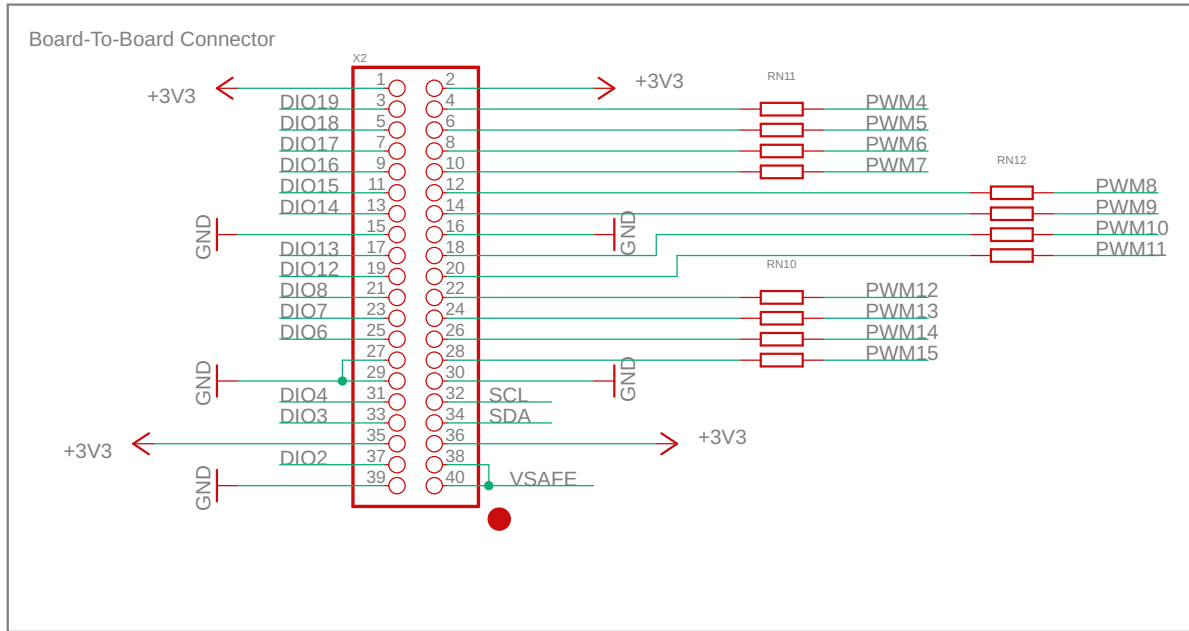 Board-To-Board Connector
X2
+3V3 1 2 +3V3 RN11
DIO19 3 4 PWM4
DIO18 5 6 PWM5
DIO17 7 8 PWM6
DIO16 9 10 PWM7 RN12
DIO15 11 12 PWM8
DIO14 13 14 PWM9
GND 15 16 GND PWM10
DIO13 17 18 PWM11
DIO12 19 20 RN10
DIO8 21 22 PWM12
DIO7 23 24 PWM13
DIO6 25 26 PWM14
27 28 PWM15
GND 29 30 GND
DIO4 31 32 SCL
DIO3 33 34 SDA
+3V3 35 36 +3V3
DIO2 37 38
GND 39 40 VSAFE